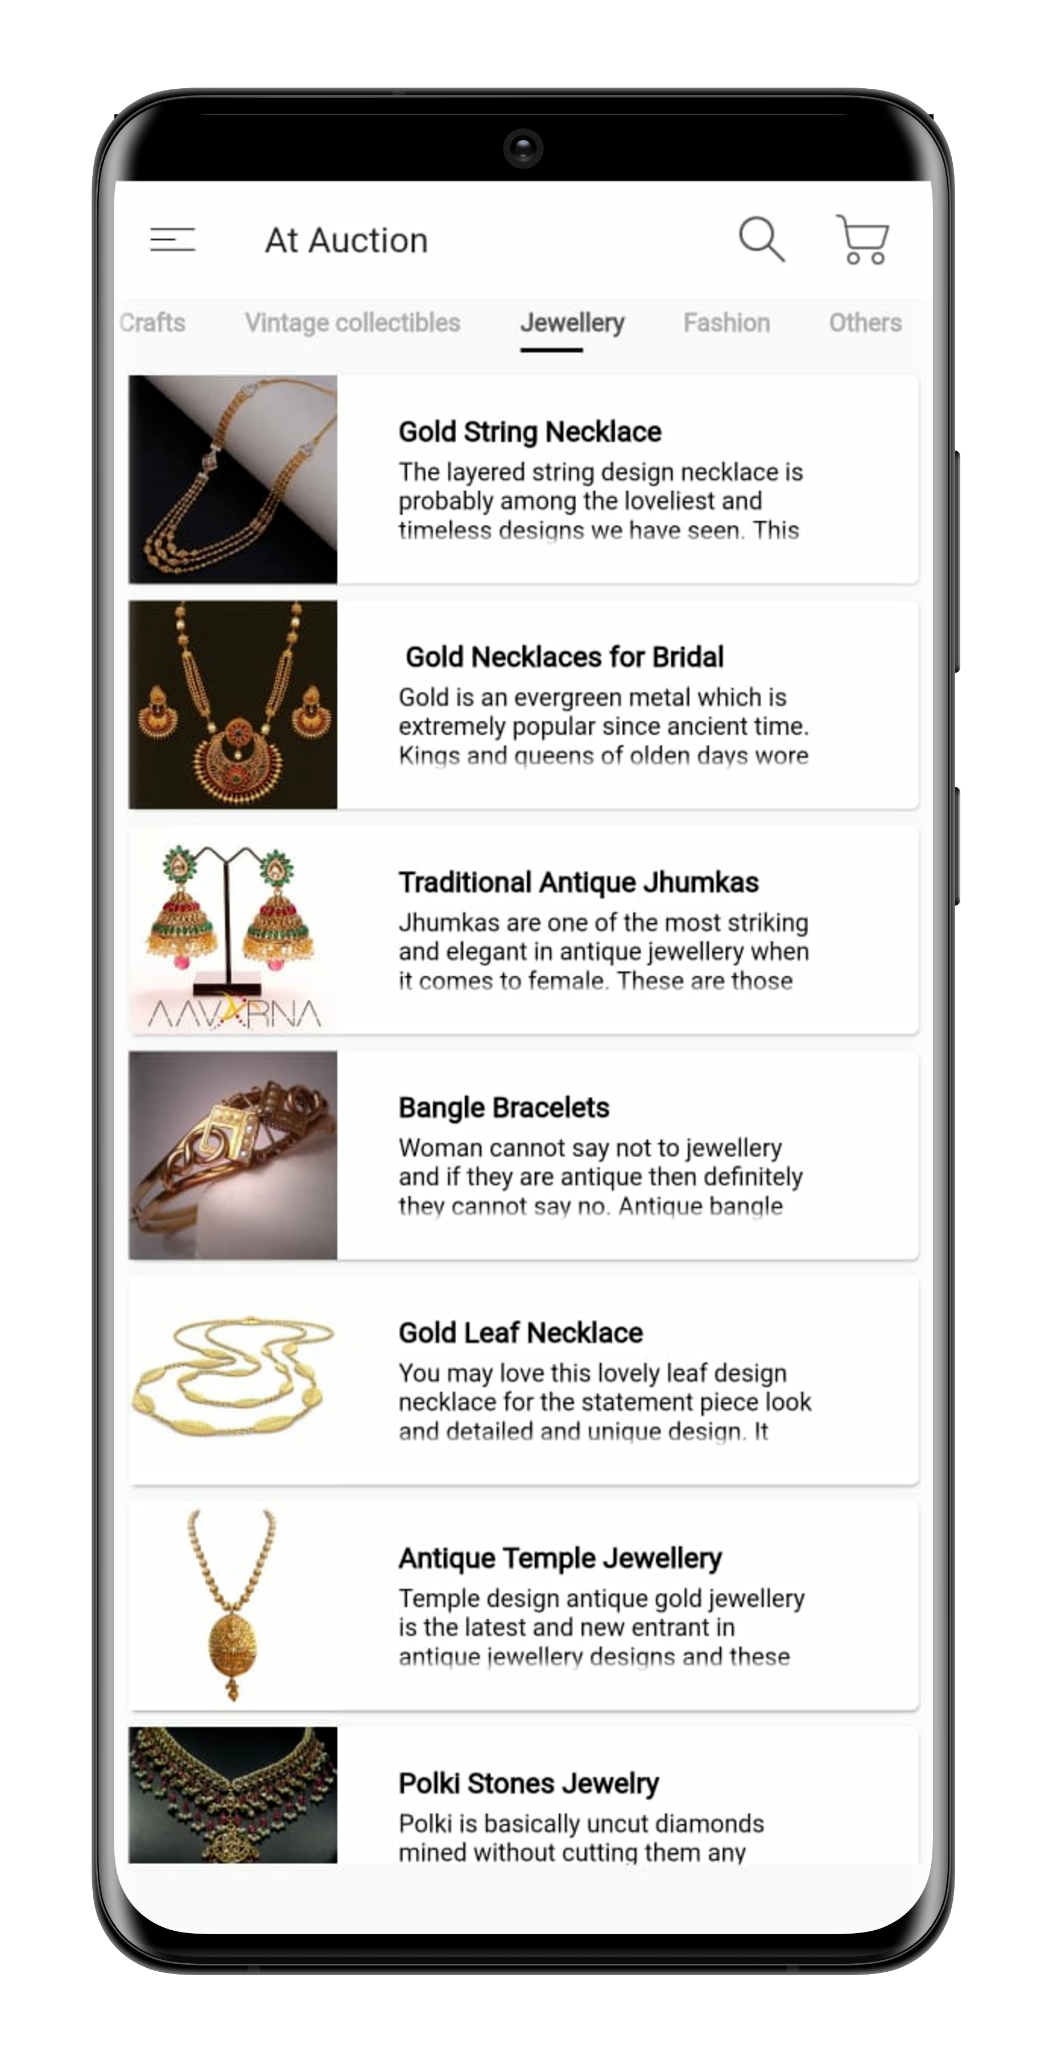 At Auction
Crafts Vintage collectibles Jewellery Fashion Others
Gold String Necklace
The layered string design necklace is
probably among the loveliest and
timeless designs we have seen. This
Gold Necklaces for Bridal
Gold is an evergreen metal which is
extremely popular since ancient time.
Kings and queens of olden days wore
Traditional Antique Jhumkas
Jhumkas are one of the most striking
and elegant in antique jewellery when
it comes to female. These are those
AAVARNA
Bangle Bracelets
Woman cannot say not to jewellery
and if they are antique then definitely
they cannot say no. Antique bangle
Gold Leaf Necklace
You may love this lovely leaf design
necklace for the statement piece look
and detailed and unique design. It
Antique Temple Jewellery
Temple design antique gold jewellery
is the latest and new entrant in
antique jewellery designs and these
Polki Stones Jewelry
Polki is basically uncut diamonds
mined without cutting them any